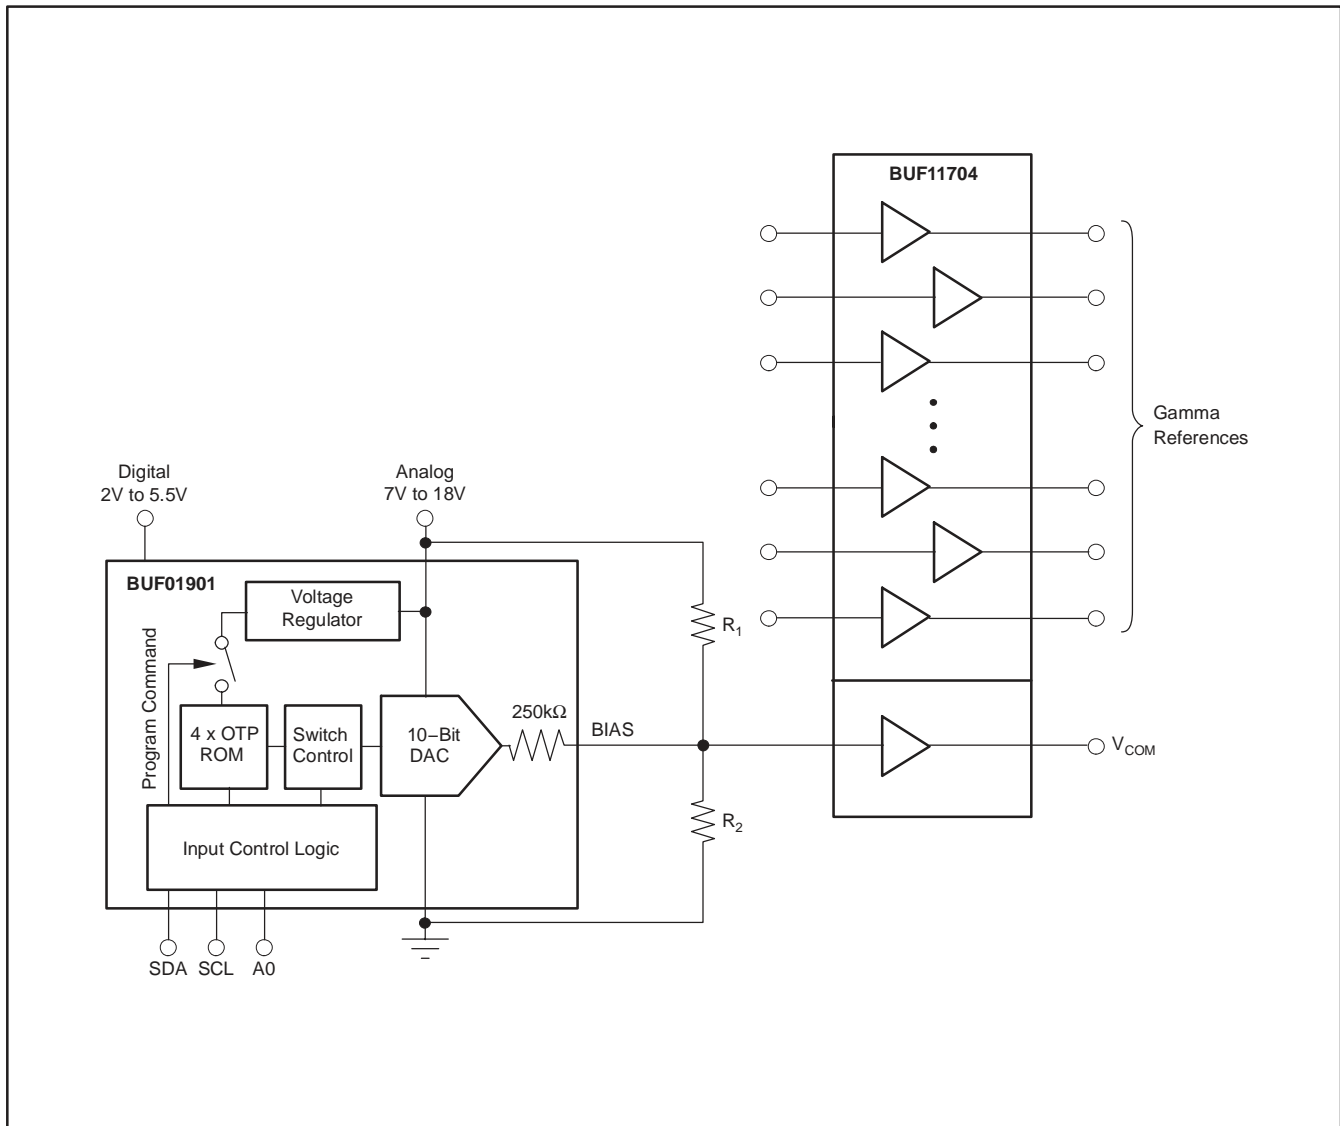 BUF11704
Gamma
References
Digital
2V to 5.5V
Analog
7V to 18V
BUF01901
Voltage
Regulator
R1
Program Command
4 x OTP
ROM
Switch
Control
10−Bit
DAC
250kΩ
BIAS
VCOM
R2
Input Control Logic
SDA
SCL
A0